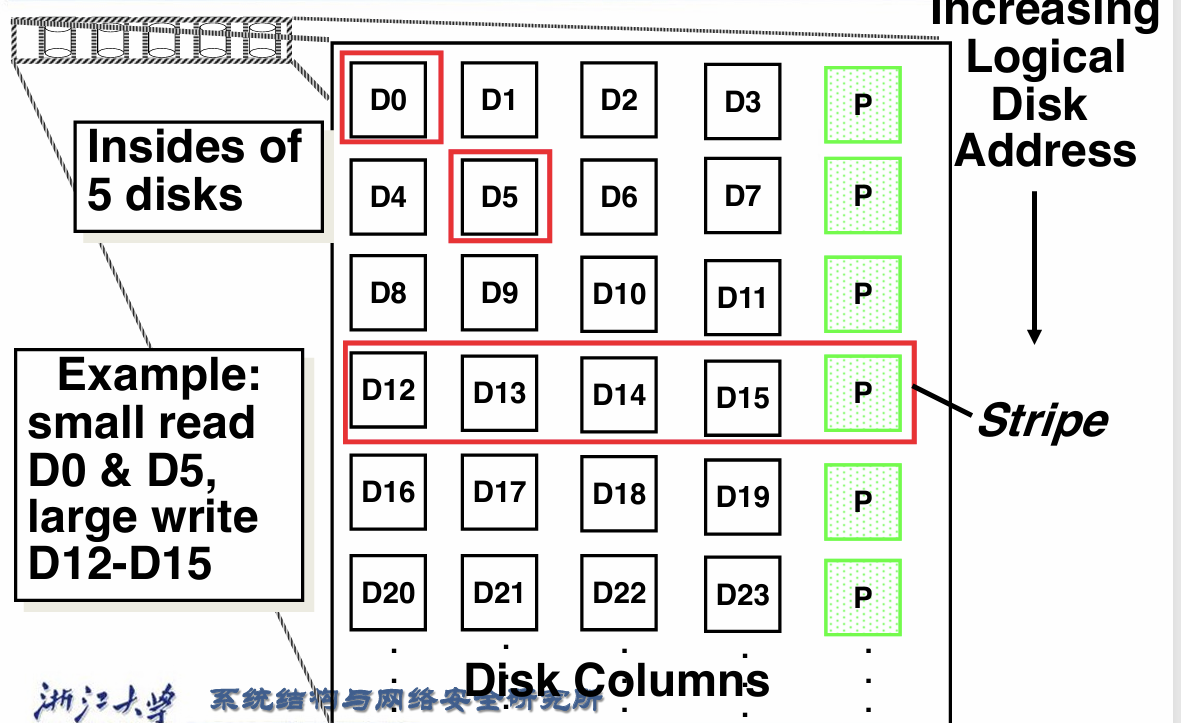 Increasing
Logical
Disk
Address
Insides of
5 disks
D0 D1 D2 D3 P
D4 D5 D6 D7 P
D8 D9 D10 D11 P
D12 D13 D14 D15 P
Stripe
D16 D17 D18 D19 P
D20 D21 D22 D23 P
Example:
small read
D0 & D5,
large write
D12-D15
Disk Columns
浙江大学
系统结构与网络安全研究所